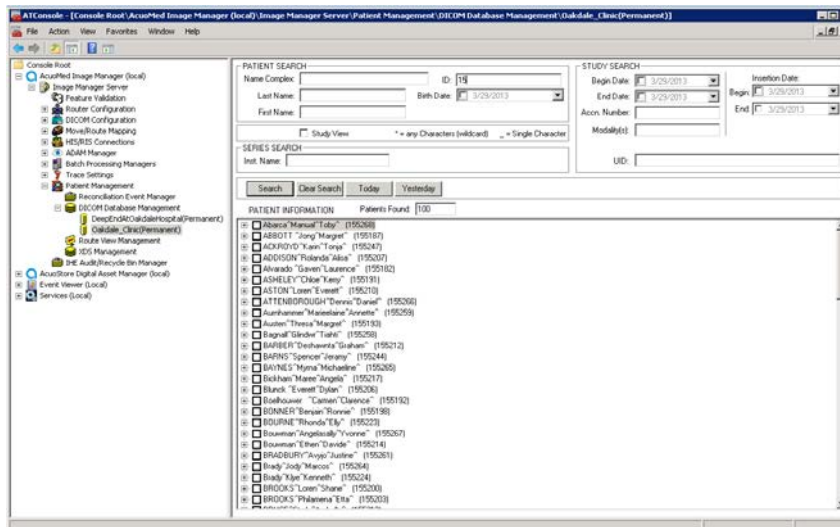 ATConsole - [Console Root\AcuoMed Image Manager (local)\Image Manager Server\Patient Management\DICOM Database Management\Oakdale_Clinic(Permanent)]
File Action View Favorites Window Help
Console Root
AcuoMed Image Manager (local)
Image Manager Server
Feature Validation
Router Configuration
DICOM Configuration
Move/Route Mapping
HIS/RIS Connections
ADAM Manager
Batch Processing Managers
Trace Settings
Patient Management
Reconciliation Event Manager
DICOM Database Management
DeepEndAtOakdaleHospital(Permanent)
Oakdale_Clinic(Permanent)
Route View Management
XDS Management
IHE Audit/Recycle Bin Manager
AcuoStore Digital Asset Manager (local)
Event Viewer (Local)
Services (Local)
PATIENT SEARCH
Name Complex: ID: 15
Last Name: Birth Date: 3/29/2013
First Name:
Study View * = any Characters (wildcard) _ = Single Character
SERIES SEARCH
Inst. Name:
STUDY SEARCH
Begin Date: 3/29/2013
End Date: 3/29/2013
Accn. Number:
Modality(s):
Insertion Date:
Begin: 3/29/2013
End: 3/29/2013
UID:
Search Clear Search Today Yesterday
PATIENT INFORMATION Patients Found: 100
Abarca^Manual^Toby^ (155268)
ABBOTT ^Jong^Margret^ (155187)
ACKROYD^Karin^Tonja^ (155247)
ADDISON^Rolanda^Alisa^ (155207)
Alvarado ^Gaven^Laurence^ (155182)
ASHELEY^Chloe^Kerry^ (155191)
ASTON^Loren^Everett^ (155210)
ATTENBOROUGH^Dennis^Daniel^ (155266)
Aurnhammer^Marieelaine^Annette^ (155259)
Austen^Thresa^Margret^ (155193)
(155258)
BARBER^Deshawnta^Graham^ (155212)
BARNS^Spencer^Jeramy^ (155244)
BAYNES^Myrna^Michaeline^ (155265)
Bickham^Maree^Angelia^ (155217)
Blunck ^Everett^Dylan^ (155206)
Boelhouwer ^Carmen^Clarence^ (155192)
BONNER^Benjain^Ronnie^ (155198)
BOURNE^Rhonda^Elly^ (155223)
Bouwman^Angelasally^Yvonne^ (155267)
Bouwman^Ethen^Davide^ (155214)
BRADBURY^Avyjo^Justine^ (155261)
Brady^Jody^Marcos^ (155264)
Brady^Klye^Kenneth^ (155224)
BROOKS^Loren^Shane^ (155200)
BROOKS^Philamena^Etta^ (155203)